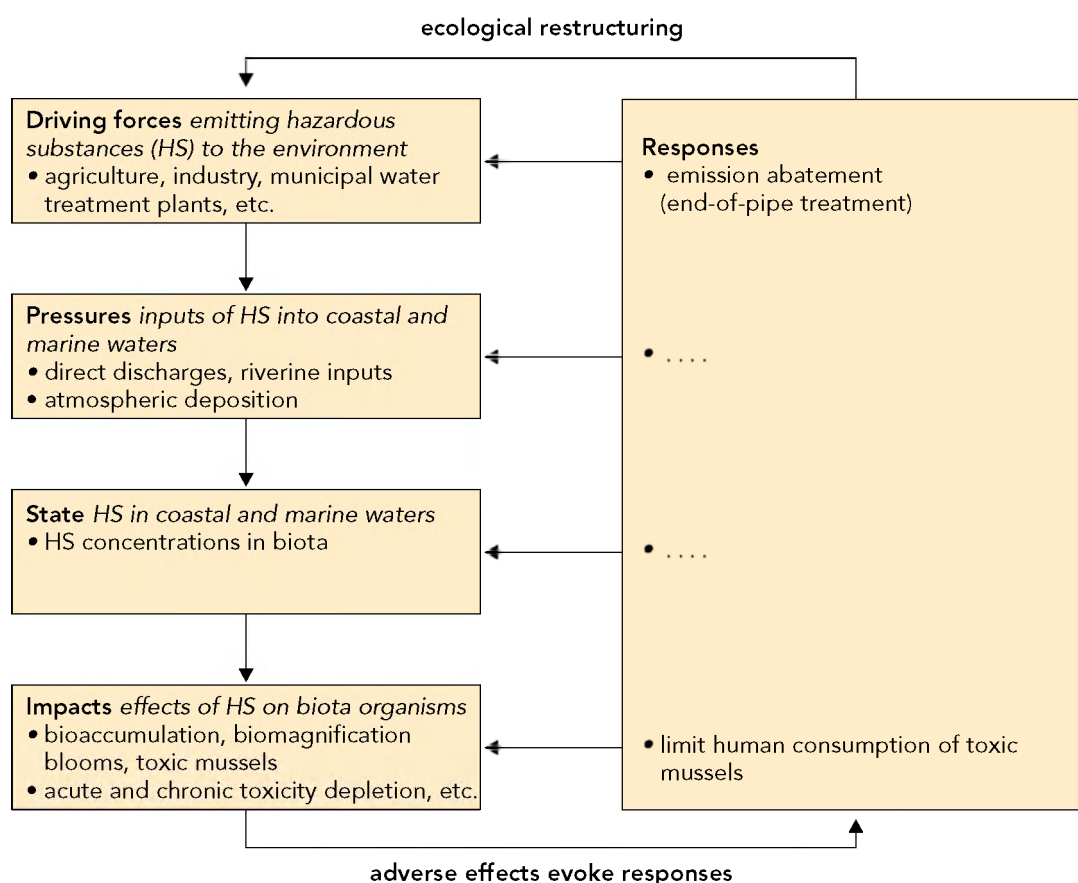 ecological restructuring
Driving forces emitting hazardous
substances (HS) to the environment
• agriculture, industry, municipal water
treatment plants, etc.
Pressures inputs of HS into coastal and
marine waters
• direct discharges, riverine inputs
• atmospheric deposition
State HS in coastal and marine waters
• HS concentrations in biota
Impacts effects of HS on biota organisms
• bioaccumulation, biomagnification
blooms, toxic mussels
• acute and chronic toxicity depletion, etc.
Responses
• emission abatement
(end-of-pipe treatment)
• . . . .
• . . . .
• limit human consumption of toxic
mussels
adverse effects evoke responses